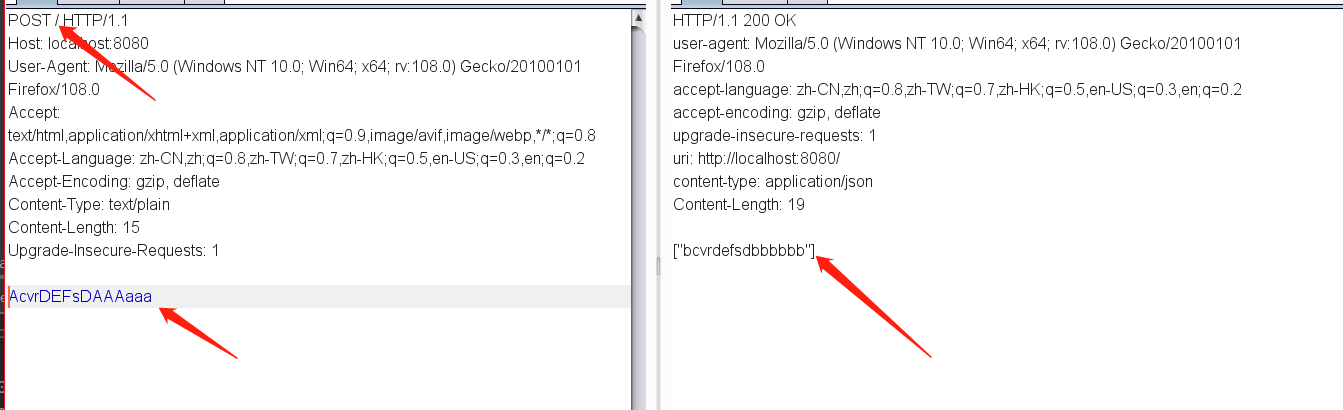 POST / HTTP/1.1
Host: localhost:8080
User-Agent: Mozilla/5.0 (Windows NT 10.0; Win64; x64; rv:108.0) Gecko/20100101
Firefox/108.0
Accept:
text/html,application/xhtml+xml,application/xml;q=0.9,image/avif,image/webp,*/*;q=0.8
Accept-Language: zh-CN,zh;q=0.8,zh-TW;q=0.7,zh-HK;q=0.5,en-US;q=0.3,en;q=0.2
Accept-Encoding: gzip, deflate
Content-Type: text/plain
Content-Length: 15
Upgrade-Insecure-Requests: 1
AcvrDEFsDAAAaaa
HTTP/1.1 200 OK
user-agent: Mozilla/5.0 (Windows NT 10.0; Win64; x64; rv:108.0) Gecko/20100101
Firefox/108.0
accept-language: zh-CN,zh;q=0.8,zh-TW;q=0.7,zh-HK;q=0.5,en-US;q=0.3,en;q=0.2
accept-encoding: gzip, deflate
upgrade-insecure-requests: 1
uri: http://localhost:8080/
content-type: application/json
Content-Length: 19
["bcvrdefsdbbbbbb"]